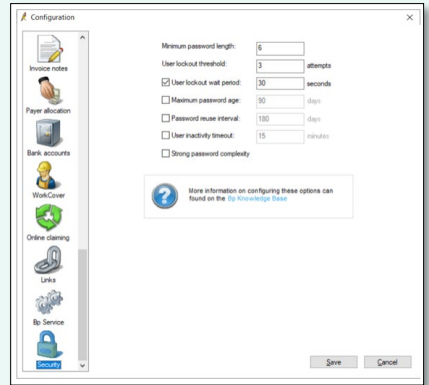 Configuration
Invoice notes
Payer allocation
Bank accounts
WorkCover
Online claiming
Links
Bp Service
Security
Minimum password length: 6
User lockout threshold: 3 attempts
User lockout wait period: 30 seconds
Maximum password age: 90 days
Password reuse interval: 180 days
User inactivity timeout: 15 minutes
Strong password complexity
More information on configuring these options can
found on the Bp Knowledge Base
Save Cancel